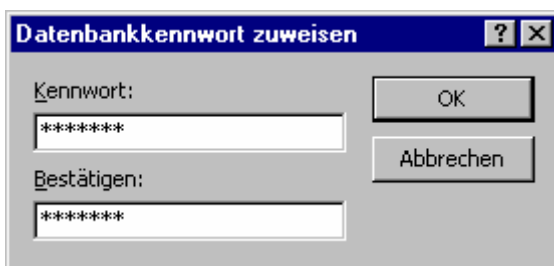 Datenbankkennwort zuweisen
Kennwort:
*******
OK
Abbrechen
Bestätigen:
*******